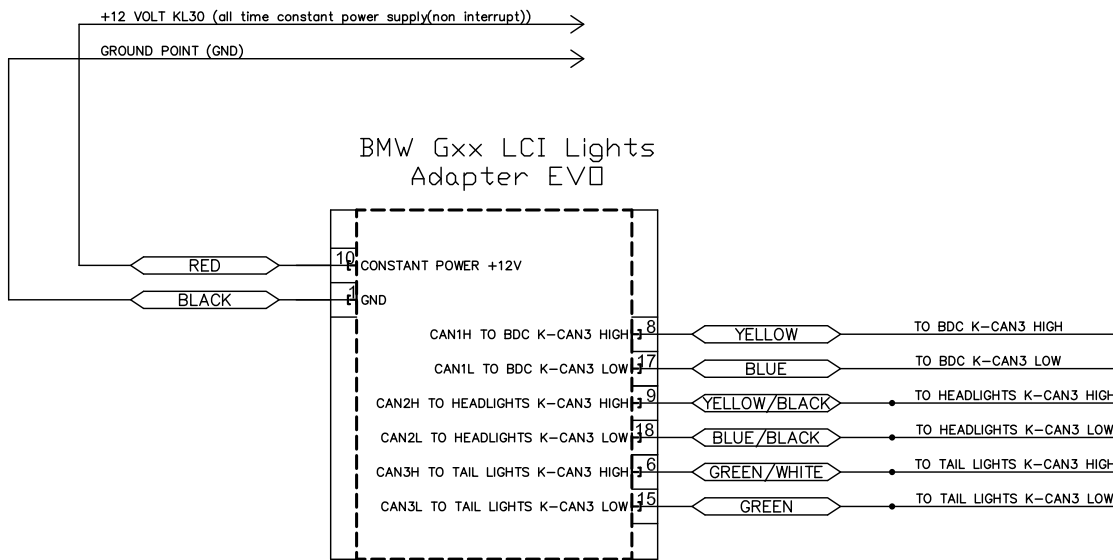 +12 VOLT KL30 (all time constant power supply(non interrupt))
GROUND POINT (GND)
BMW Gxx LCI Lights
Adapter EVO
RED
10
CONSTANT POWER +12V
BLACK
1
GND
CAN1H TO BDC K-CAN3 HIGH
8
YELLOW
TO BDC K-CAN3 HIGH
CAN1L TO BDC K-CAN3 LOW
17
BLUE
TO BDC K-CAN3 LOW
CAN2H TO HEADLIGHTS K-CAN3 HIGH
9
YELLOW/BLACK
TO HEADLIGHTS K-CAN3 HIGH
CAN2L TO HEADLIGHTS K-CAN3 LOW
18
BLUE/BLACK
TO HEADLIGHTS K-CAN3 LOW
CAN3H TO TAIL LIGHTS K-CAN3 HIGH
6
GREEN/WHITE
TO TAIL LIGHTS K-CAN3 HIGH
CAN3L TO TAIL LIGHTS K-CAN3 LOW
15
GREEN
TO TAIL LIGHTS K-CAN3 LOW